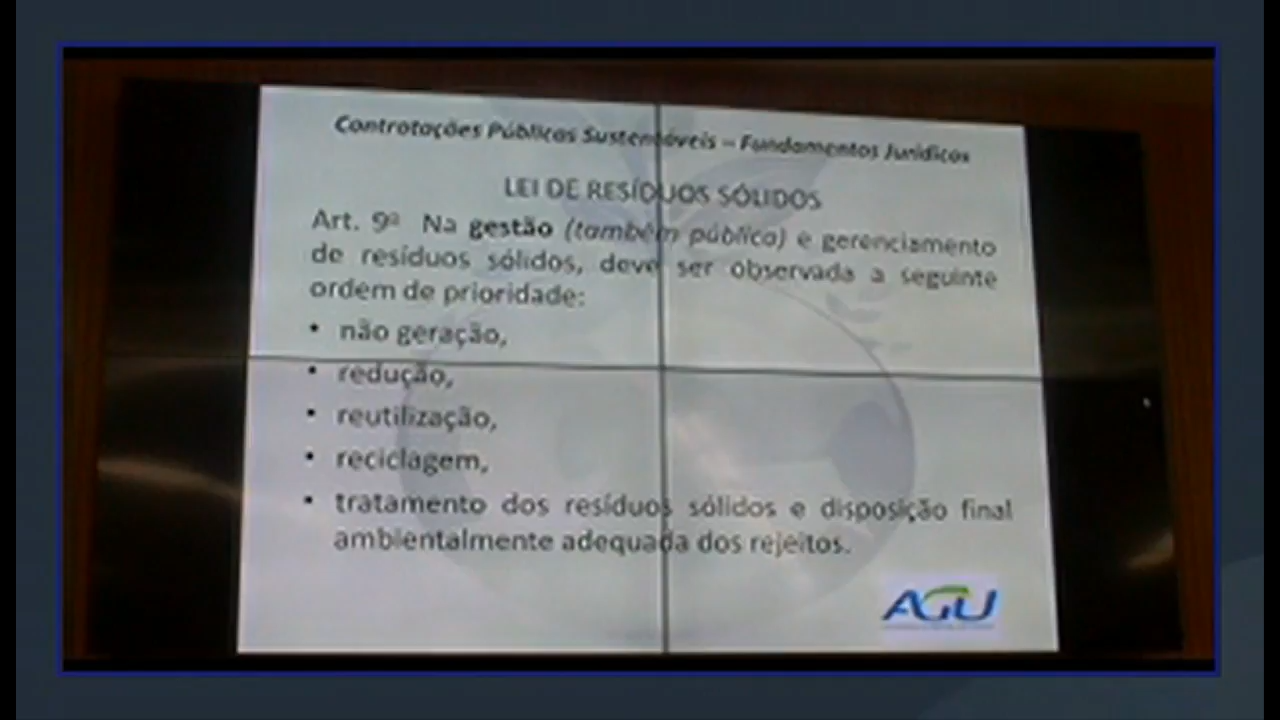 Contratações Públicas Sustentáveis – Fundamentos Jurídicos
LEI DE RESÍDUOS SÓLIDOS
Art. 9º Na gestão (também pública) e gerenciamento
de resíduos sólidos, deve ser observada a seguinte
ordem de prioridade:
• não geração,
• redução,
• reutilização,
• reciclagem,
• tratamento dos resíduos sólidos e disposição final
ambientalmente adequada dos rejeitos.
AGU